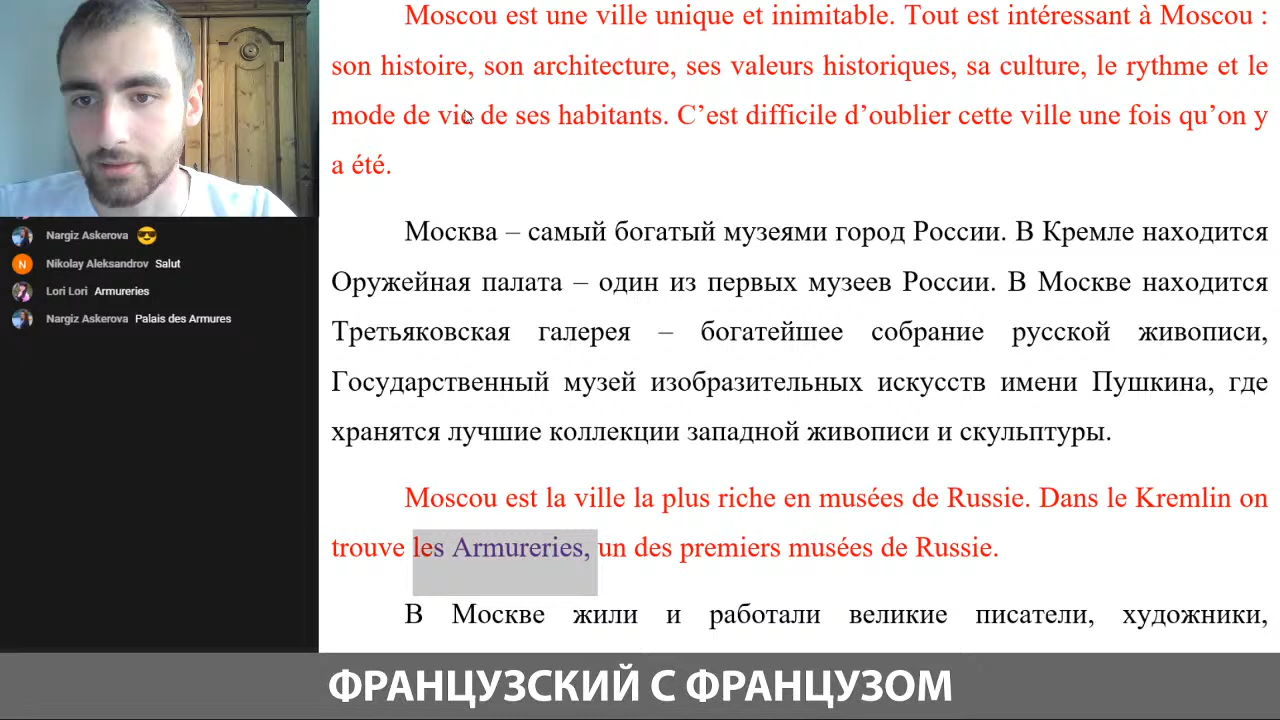 Moscou est une ville unique et inimitable. Tout est intéressant à Moscou :
son histoire, son architecture, ses valeurs historiques, sa culture, le rythme et le
mode de vie de ses habitants. C’est difficile d’oublier cette ville une fois qu’on y
a été.
Москва – самый богатый музеями город России. В Кремле находится
Оружейная палата – один из первых музеев России. В Москве находится
Третьяковская галерея – богатейшее собрание русской живописи,
Государственный музей изобразительных искусств имени Пушкина, где
хранятся лучшие коллекции западной живописи и скульптуры.
Moscou est la ville la plus riche en musées de Russie. Dans le Kremlin on
trouve les Armureries, un des premiers musées de Russie.
В Москве жили и работали великие писатели, художники,
Nargiz Askerova 😎
N Nikolay Aleksandrov Salut
Lori Lori Armureries
Nargiz Askerova Palais des Armures
ФРАНЦУЗСКИЙ С ФРАНЦУЗОМ